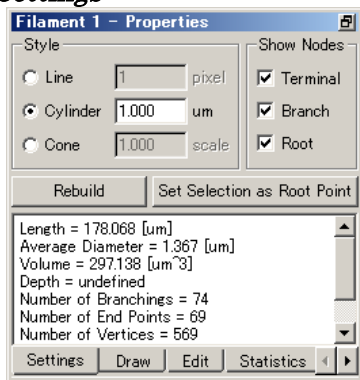 Filament 1 - Properties
Style
Show Nodes
Line 1 pixel
Terminal
Cylinder 1.000 um
Branch
Cone 1.000 scale
Root
Rebuild Set Selection as Root Point
Length = 178.068 [um]
Average Diameter = 1.367 [um]
Volume = 297.138 [um^3]
Depth = undefined
Number of Branchings = 74
Number of End Points = 69
Number of Vertices = 569
Settings Draw Edit Statistics